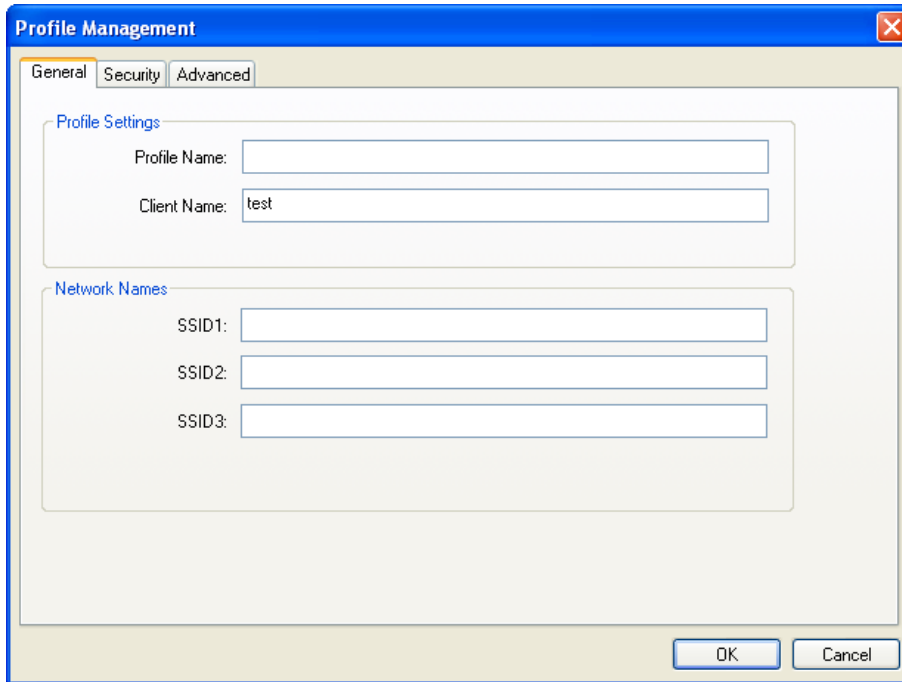 Profile Management
General Security Advanced
Profile Settings
Profile Name:
Client Name: test
Network Names
SSID1:
SSID2:
SSID3:
OK Cancel